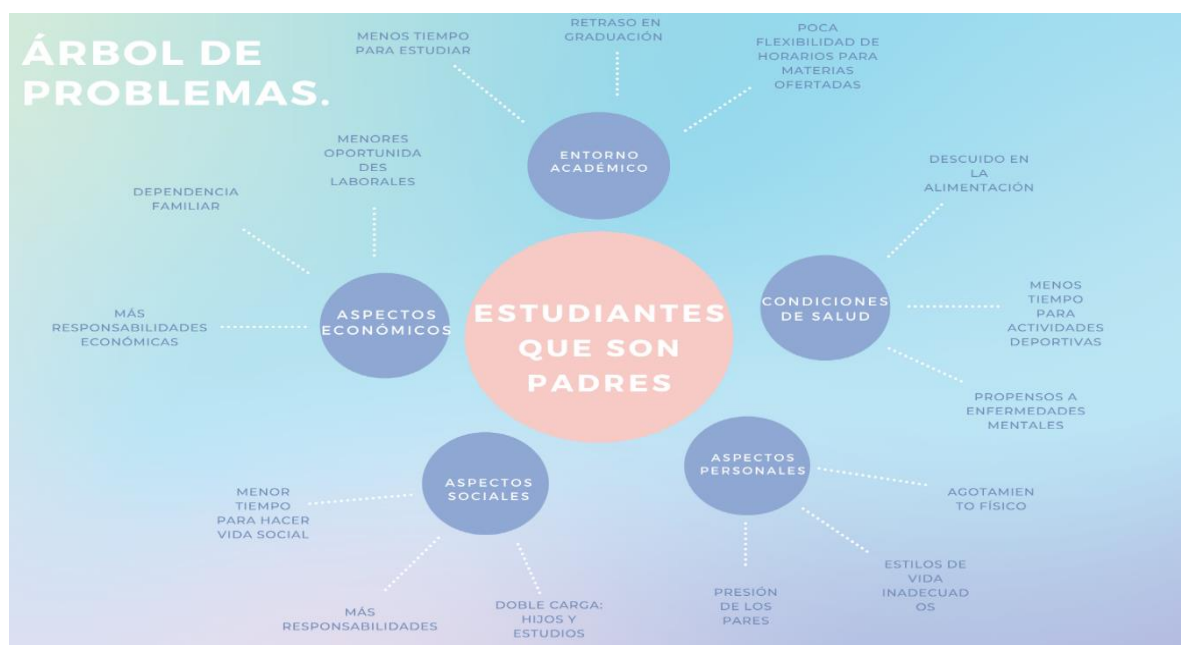 ÁRBOL DE
PROBLEMAS.
MENOS TIEMPO
PARA ESTUDIAR
RETRASO EN
GRADUACIÓN
POCA
FLEXIBILIDAD DE
HORARIOS PARA
MATERIAS
OFERTADAS
ENTORNO
ACADÉMICO
MENORES
OPORTUNIDA
DES
LABORALES
DEPENDENCIA
FAMILIAR
MÁS
RESPONSABILIDADES
ECONÓMICAS
ASPECTOS
ECONÓMICOS
ESTUDIANTES
QUE SON
PADRES
CONDICIONES
DE SALUD
DESCUIDO EN
LA
ALIMENTACIÓN
MENOS
TIEMPO
PARA
ACTIVIDADES
DEPORTIVAS
PROPENSOS A
ENFERMEDADES
MENTALES
ASPECTOS
SOCIALES
MENOR
TIEMPO
PARA HACER
VIDA SOCIAL
MÁS
RESPONSABILIDADES
DOBLE CARGA:
HIJOS Y
ESTUDIOS
ASPECTOS
PERSONALES
AGOTAMIEN
TO FÍSICO
ESTILOS DE
VIDA
INADECUAD
OS
PRESIÓN
DE LOS
PARES